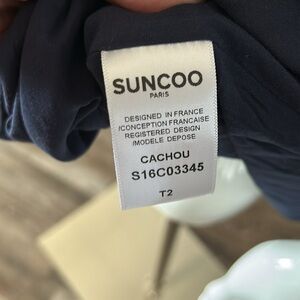 SUNCOO
PARIS
DESIGNED IN FRANCE
/CONCEPTION FRANCAISE
REGISTERED DESIGN
/MODELE DEPOSE
CACHOU
S16C03345
T2